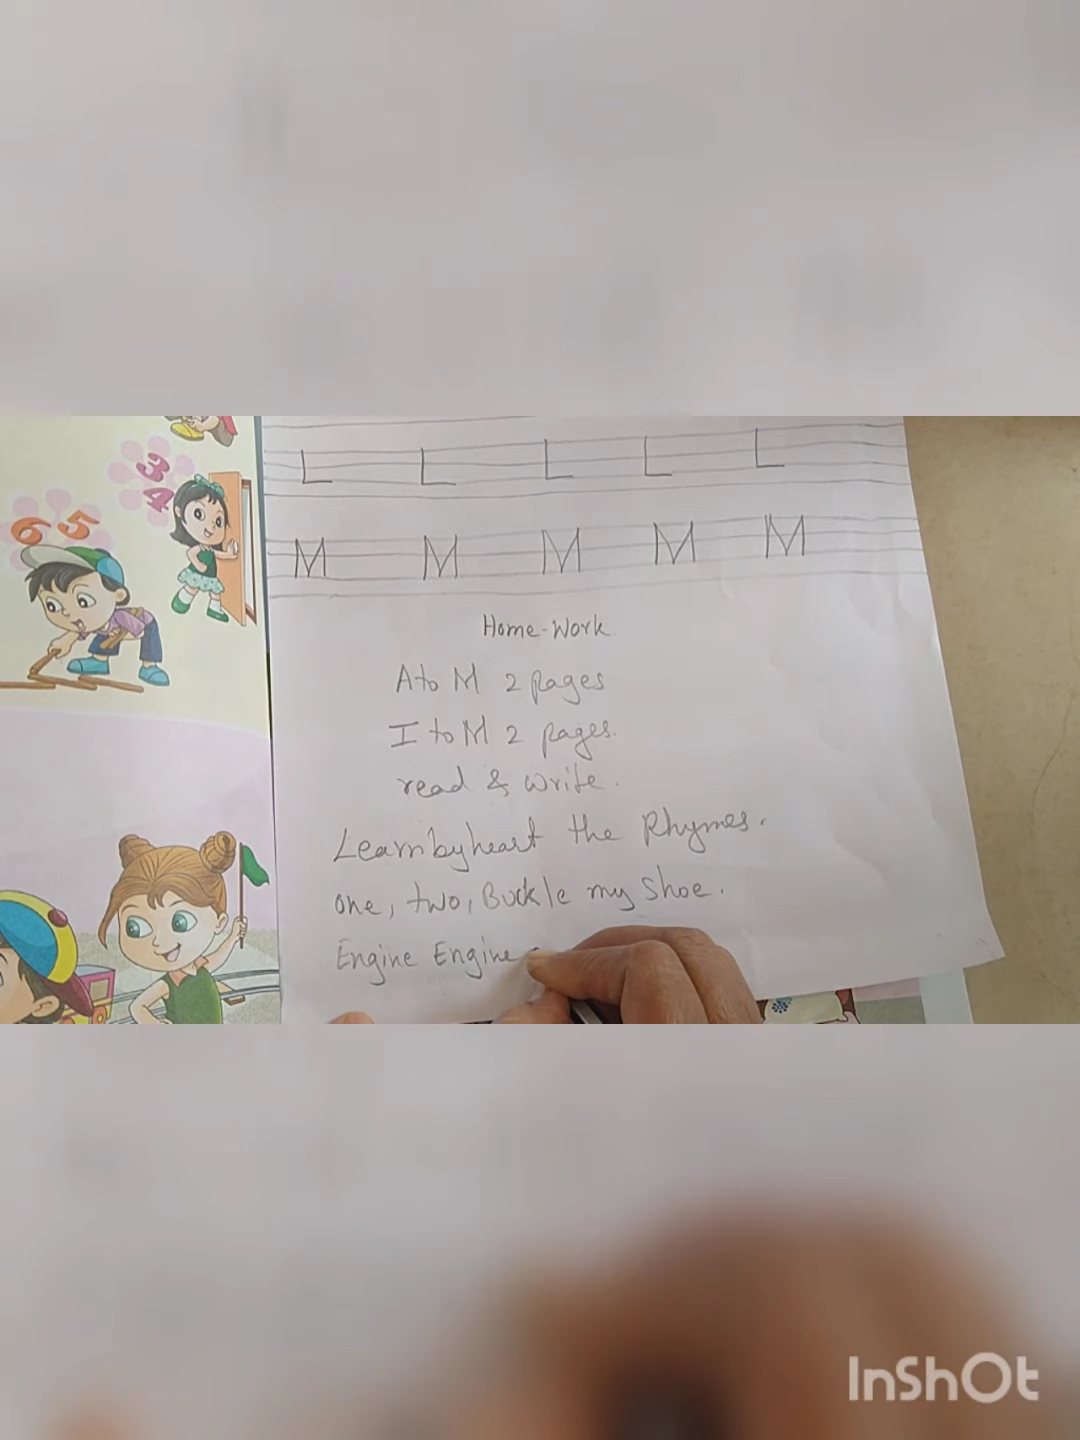 3
4
6 5
L L L L L
M M M M M
Home-Work.
A to M 2 pages
I to M 2 pages.
read & write.
Learn by heart the Rhymes.
one, two, Buckle my Shoe.
Engine Engine
InShOt